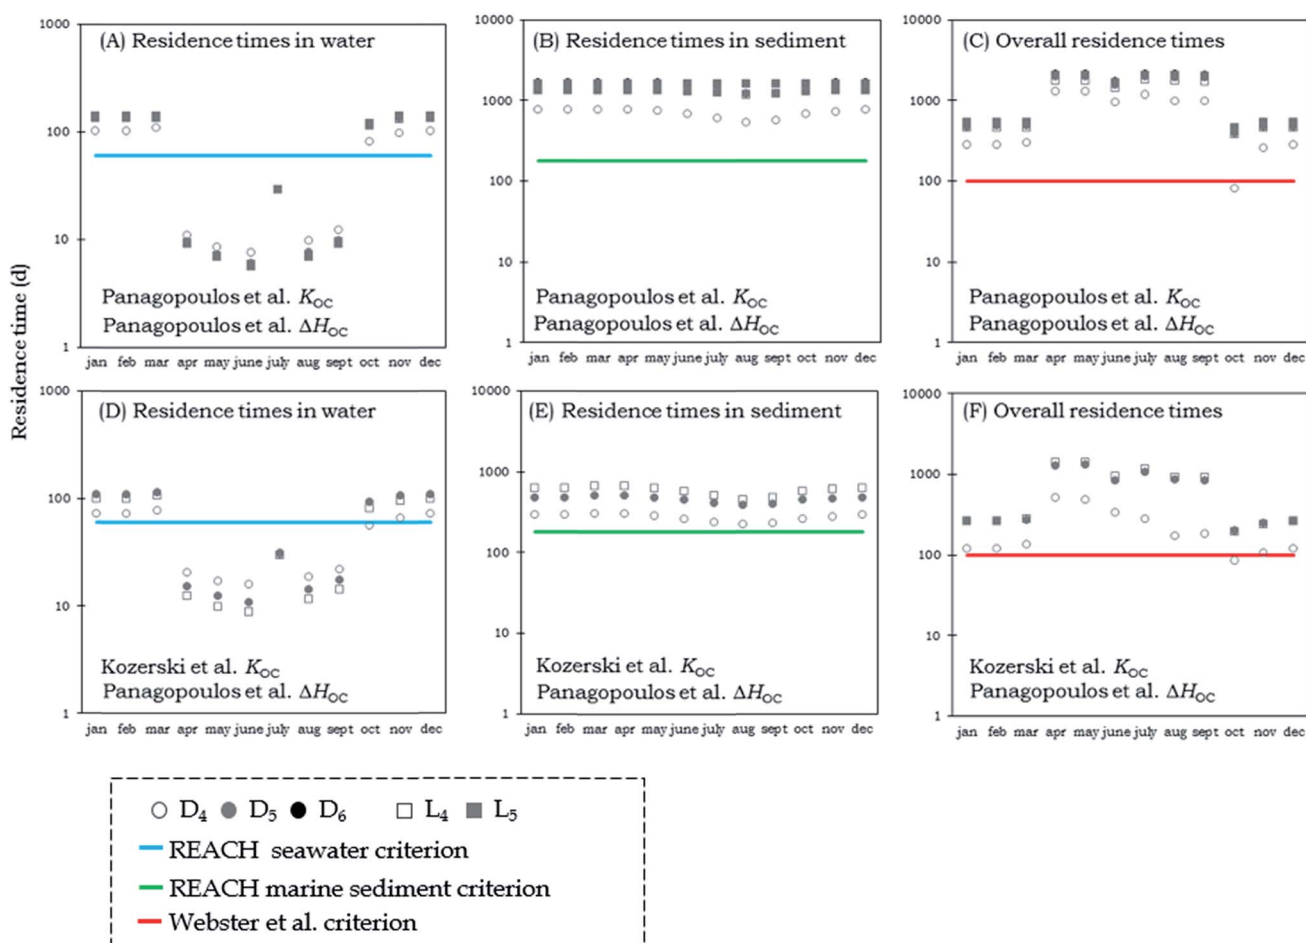 Residence time (d)
(A) Residence times in water
1000
100
10
1
Panagopoulos et al. KOC
Panagopoulos et al. ΔHOC
jan feb mar apr may june july aug sept oct nov dec
(B) Residence times in sediment
10000
1000
100
10
1
Panagopoulos et al. KOC
Panagopoulos et al. ΔHOC
jan feb mar apr may june july aug sept oct nov dec
(C) Overall residence times
10000
1000
100
10
1
Panagopoulos et al. KOC
Panagopoulos et al. ΔHOC
jan feb mar apr may june july aug sept oct nov dec
(D) Residence times in water
1000
100
10
1
Kozerski et al. KOC
Panagopoulos et al. ΔHOC
jan feb mar apr may june july aug sept oct nov dec
(E) Residence times in sediment
10000
1000
100
10
1
Kozerski et al. KOC
Panagopoulos et al. ΔHOC
jan feb mar apr may june july aug sept oct nov dec
(F) Overall residence times
10000
1000
100
10
1
Kozerski et al. KOC
Panagopoulos et al. ΔHOC
jan feb mar apr may june july aug sept oct nov dec
D4 D5 D6 L4 L5
REACH seawater criterion
REACH marine sediment criterion
Webster et al. criterion